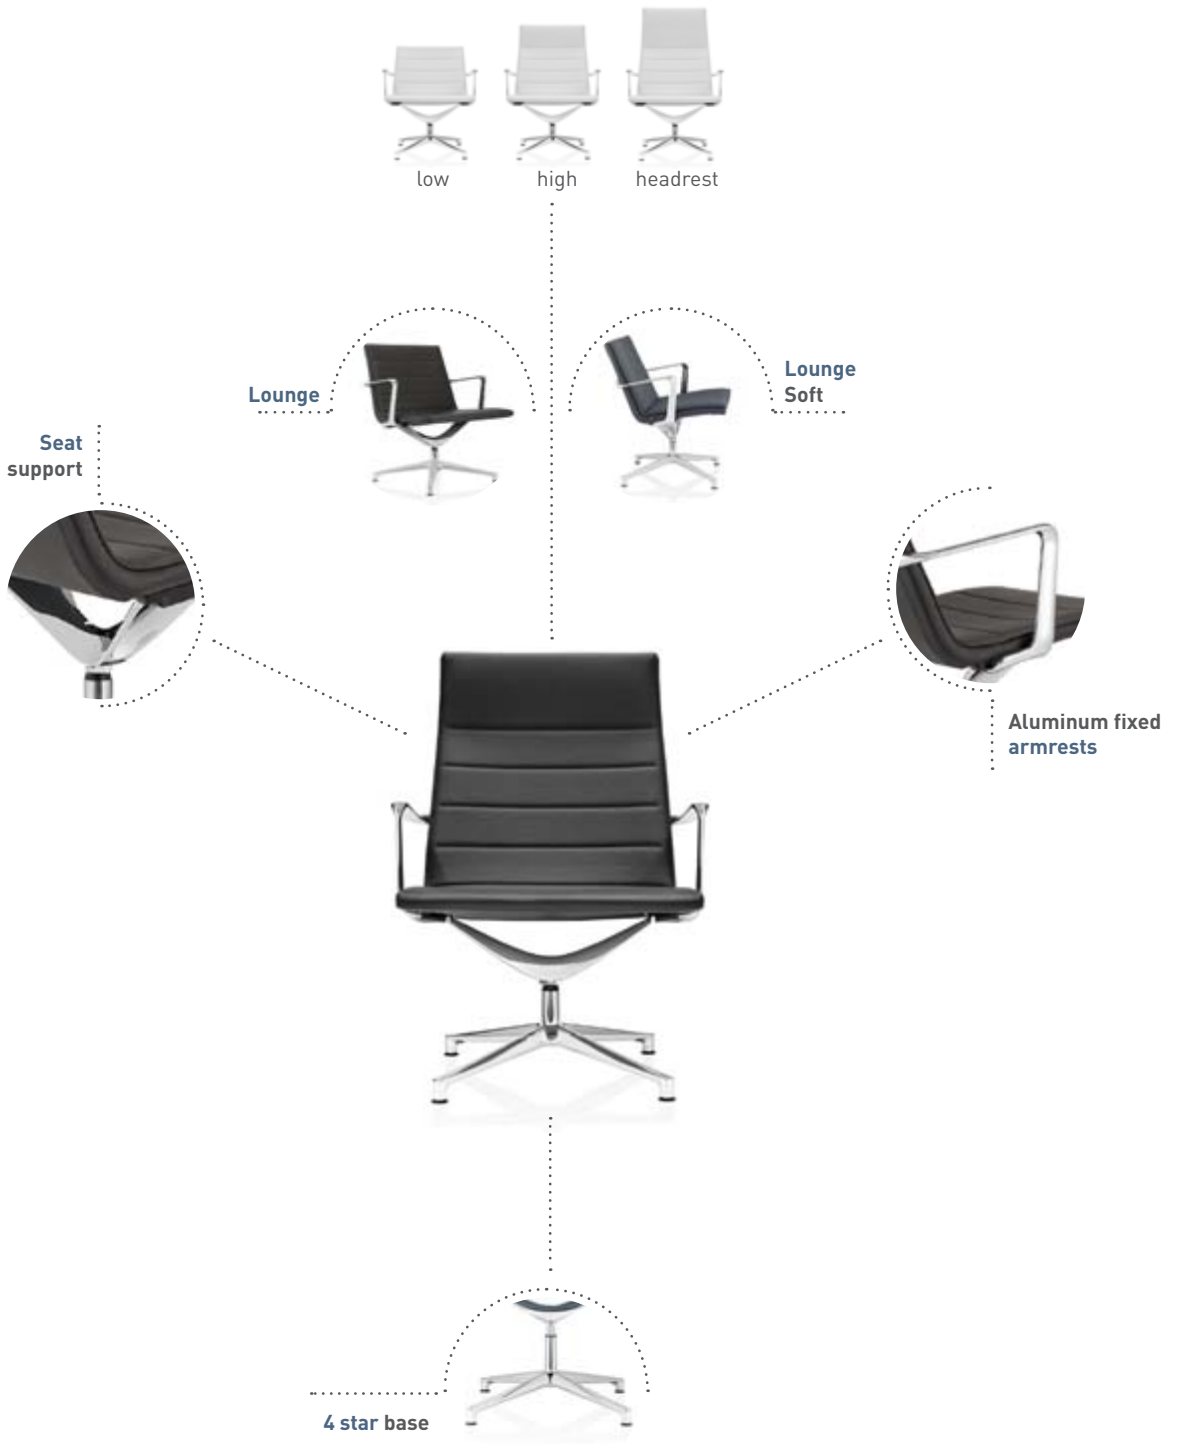 low
high
headrest
Lounge
Lounge
Soft
Seat
support
Aluminum fixed
armrests
4 star base